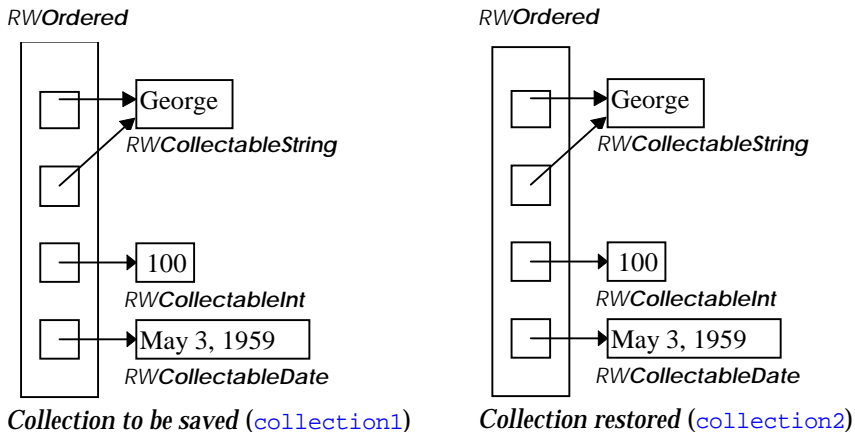 RWOrdered
George
RWCollectableString
100
RWCollectableInt
May 3, 1959
RWCollectableDate
Collection to be saved (collection1)
RWOrdered
George
RWCollectableString
100
RWCollectableInt
May 3, 1959
RWCollectableDate
Collection restored (collection2)